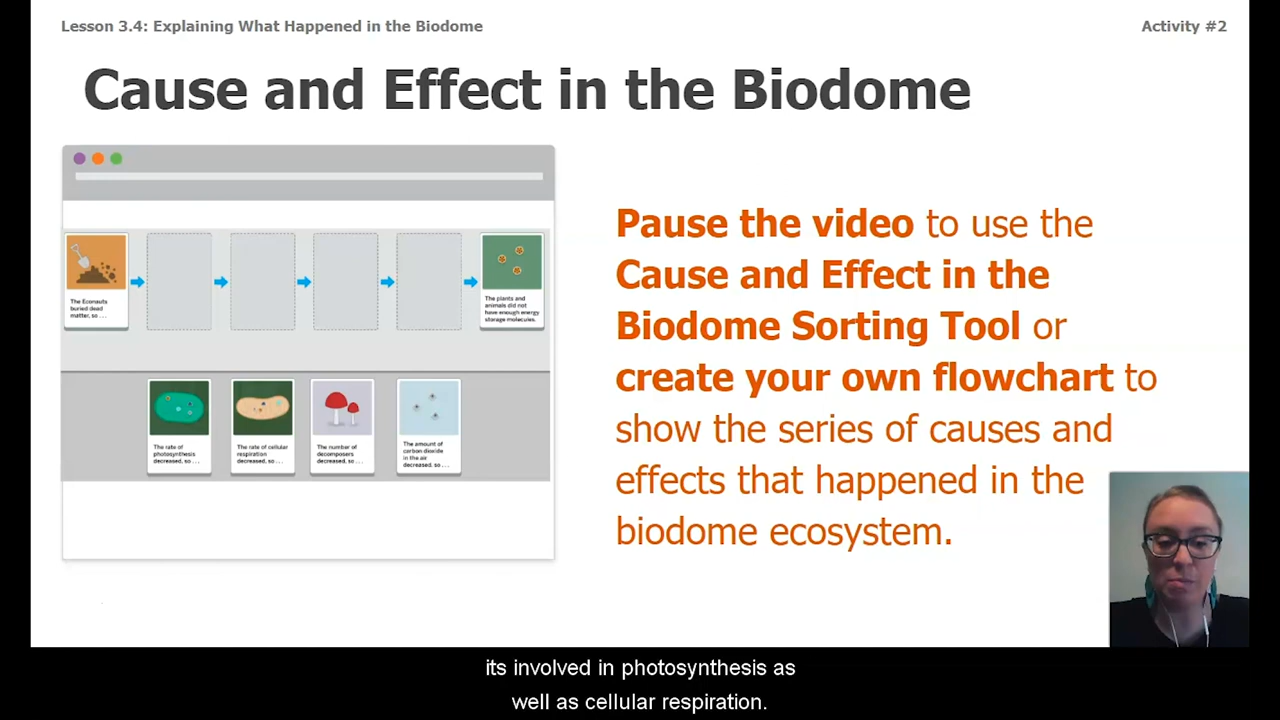 Lesson 3.4: Explaining What Happened in the Biodome
Activity #2
Cause and Effect in the Biodome
The Econauts
buried dead
matter, so ...
The plants and
animals did not
have enough energy
storage molecules.
The rate of
photosynthesis
decreased, so ...
The rate of cellular
respiration
decreased, so ...
The number of
decomposers
decreased, so ...
The amount of
carbon dioxide
in the air
decreased, so ...
Pause the video to use the
Cause and Effect in the
Biodome Sorting Tool or
create your own flowchart to
show the series of causes and
effects that happened in the
biodome ecosystem.
its involved in photosynthesis as
well as cellular respiration.